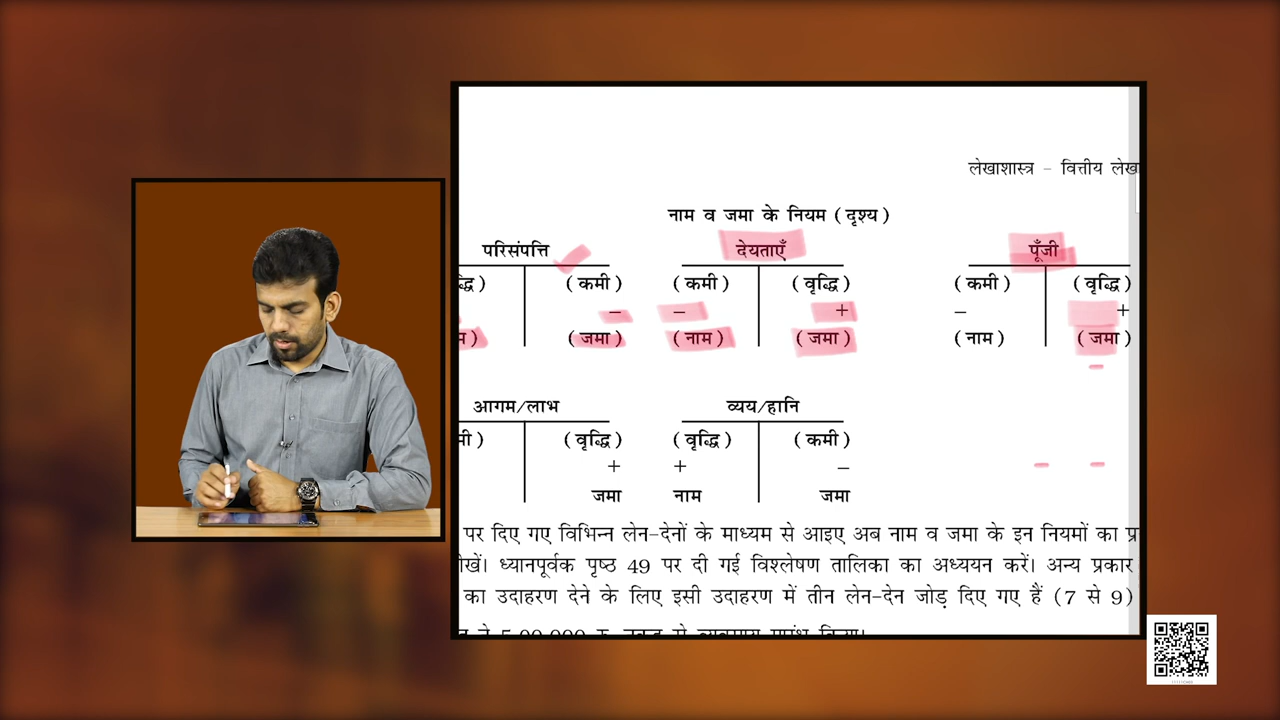 लेखाशास्त्र – वित्तीय लेखा
नाम व जमा के नियम (दृश्य)
परिसंपत्ति देयताएँ पूँजी
(कमी) (कमी) (वृद्धि) (कमी) (वृद्धि)
– – + – +
(जमा) (नाम) (जमा) (नाम) (जमा)
आगम/लाभ व्यय/हानि
(वृद्धि) (वृद्धि) (कमी)
+ + –
जमा नाम जमा
पर दिए गए विभिन्न लेन-देनों के माध्यम से आइए अब नाम व जमा के इन नियमों का
ध्यानपूर्वक पृष्ठ 49 पर दी गई विश्लेषण तालिका का अध्ययन करें। अन्य प्रकार
का उदाहरण देने के लिए इसी उदाहरण में तीन लेन-देन जोड़ दिए गए हैं (7 से 9)